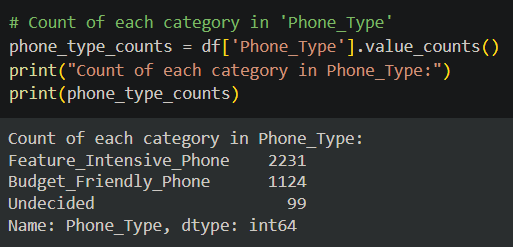 # Count of each category in 'Phone_Type'
phone_type_counts = df['Phone_Type'].value_counts()
print("Count of each category in Phone_Type:")
print(phone_type_counts)
Count of each category in Phone_Type:
Feature_Intensive_Phone    2231
Budget_Friendly_Phone      1124
Undecided                    99
Name: Phone_Type, dtype: int64